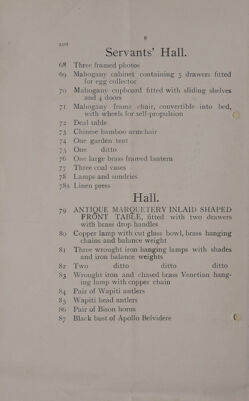 8
LOT
Servants' Hall.
68 Three framed photos
69 Mahogany cabinet containing 5 drawers fitted
for egg collector
70 Mahogany cupboard fitted with sliding shelves
and 4 doors
71 Mahogany frame chair, convertible into bed,
with wheels for self-propulsion
72 Deal table
73 Chinese bamboo armchair
74 One garden tent
75 One ditto
76 One large brass framed lantern
77 Three coal vases
78 Lamps and sundries
78A Linen press
Hall.
79 ANTIQUE MARQUETERY INLAID SHAPED
FRONT TABLE, fitted with two drawers
with brass drop handles
80 Copper lamp with cut glass bowl, brass hanging
chains and balance weight
81 Three wrought iron hanging lamps with shades
and iron balance weights
82 Two ditto ditto ditto
83 Wrought iron and chased brass Venetian hang-
ing lamp with copper chain
84 Pair of Wapiti antlers
85 Wapiti head antlers
86 Pair of Bison horns
87 Black bust of Apollo Belvidere